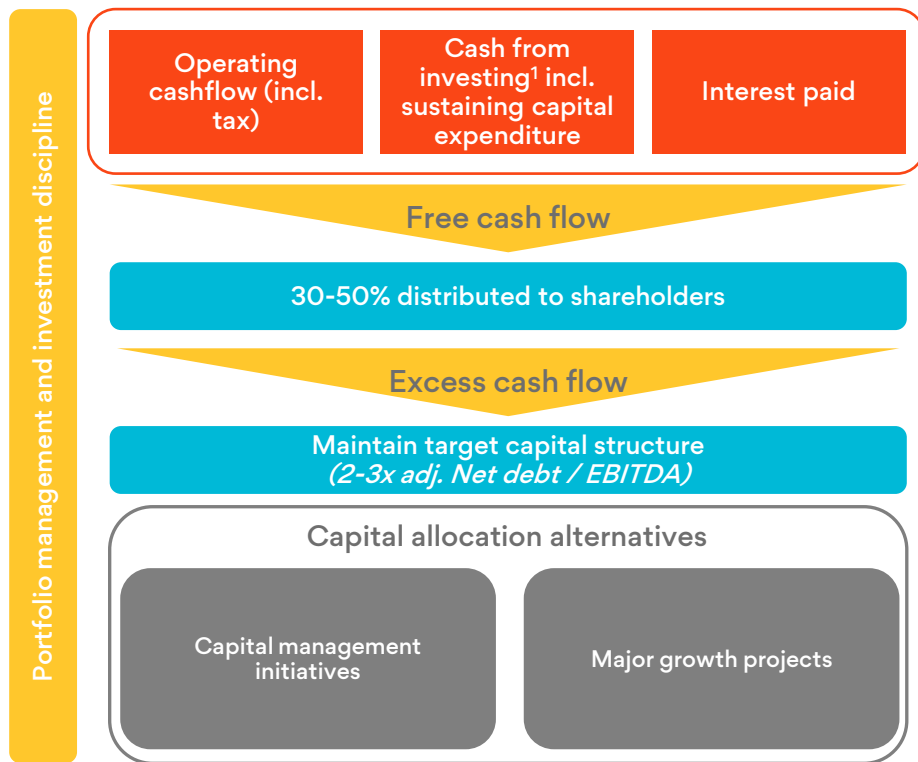 Portfolio management and investment discipline
Operating
cashflow (incl.
tax)
Cash from
investing¹ incl.
sustaining capital
expenditure
Interest paid
Free cash flow
30-50% distributed to shareholders
Excess cash flow
Maintain target capital structure
(2-3x adj. Net debt / EBITDA)
Capital allocation alternatives
Capital management
initiatives
Major growth projects